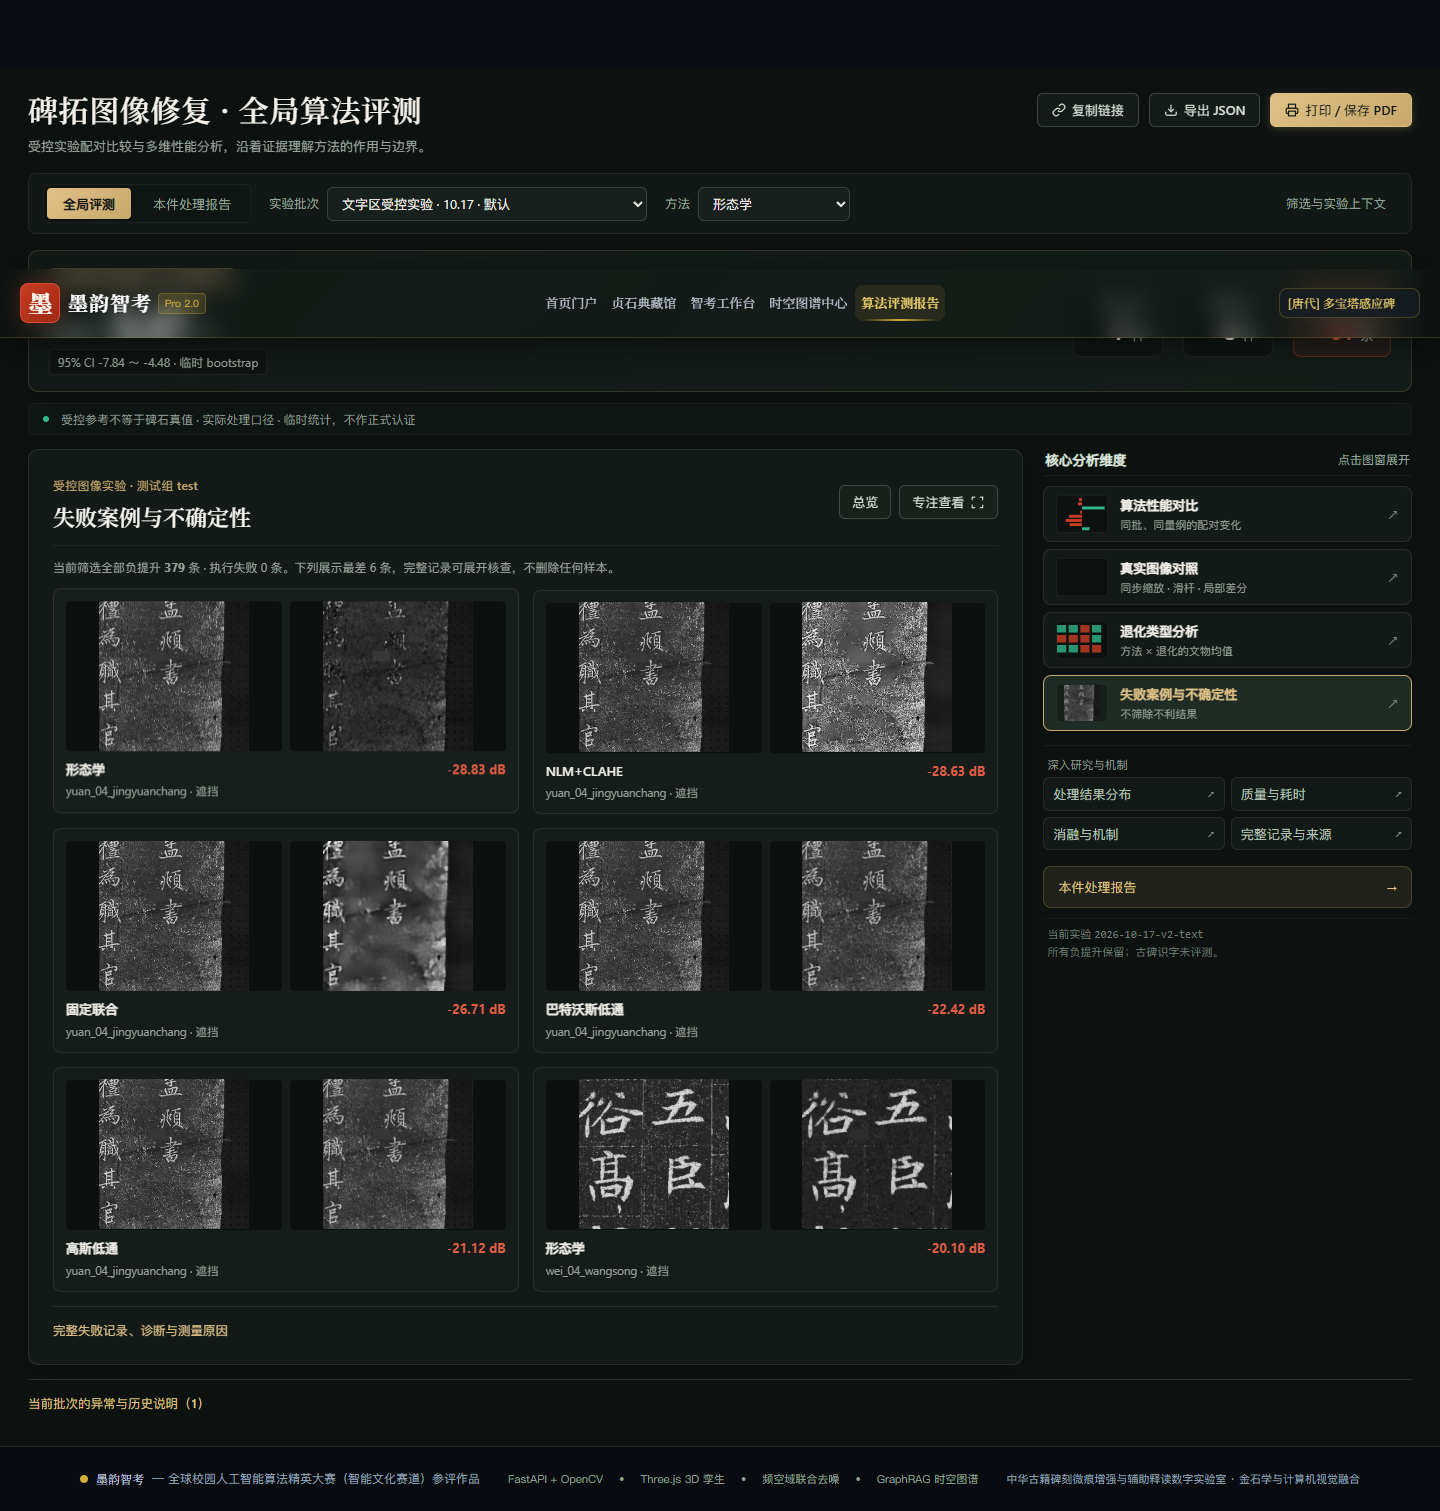 碑拓图像修复 · 全局算法评测
受控实验配对比较与多维性能分析，沿着证据理解方法的作用与边界。
复制链接
导出 JSON
打印 / 保存 PDF
全局评测
本件处理报告
实验批次
文字区受控实验 · 10.17 · 默认
方法
形态学
筛选与实验上下文
墨
墨韵智考
Pro 2.0
首页门户
贞石典藏馆
智考工作台
时空图谱中心
算法评测报告
[唐代] 多宝塔感应碑
95% CI -7.84 ～ -4.48 · 临时 bootstrap
受控参考不等于碑石真值 · 实际处理口径 · 临时统计，不作正式认证
受控图像实验 · 测试组 test
失败案例与不确定性
总览
专注查看
当前筛选全部负提升 379 条 · 执行失败 0 条。下列展示最差 6 条，完整记录可展开核查，不删除任何样本。
形态学
-28.83 dB
yuan_04_jingyuanchang · 遮挡
NLM+CLAHE
-28.63 dB
yuan_04_jingyuanchang · 遮挡
固定联合
-26.71 dB
yuan_04_jingyuanchang · 遮挡
巴特沃斯低通
-22.42 dB
yuan_04_jingyuanchang · 遮挡
高斯低通
-21.12 dB
yuan_04_jingyuanchang · 遮挡
五
俗
臣
高
形态学
-20.10 dB
wei_04_wangsong · 遮挡
完整失败记录、诊断与测量原因
核心分析维度
点击图窗展开
算法性能对比
同批、同量纲的配对变化
真实图像对照
同步缩放 · 滑杆 · 局部差分
退化类型分析
方法 × 退化的文物均值
失败案例与不确定性
不筛除不利结果
深入研究与机制
处理结果分布
质量与耗时
消融与机制
完整记录与来源
本件处理报告
当前实验 2026-10-17-v2-text
所有负提升保留；古碑识字未评测。
当前批次的异常与历史说明（1）
墨韵智考 — 全球校园人工智能算法精英大赛（智能文化赛道）参评作品
FastAPI + OpenCV • Three.js 3D 孪生 • 频空域联合去噪 • GraphRAG 时空图谱
中华古籍碑刻微痕增强与辅助释读数字实验室 · 金石学与计算机视觉融合